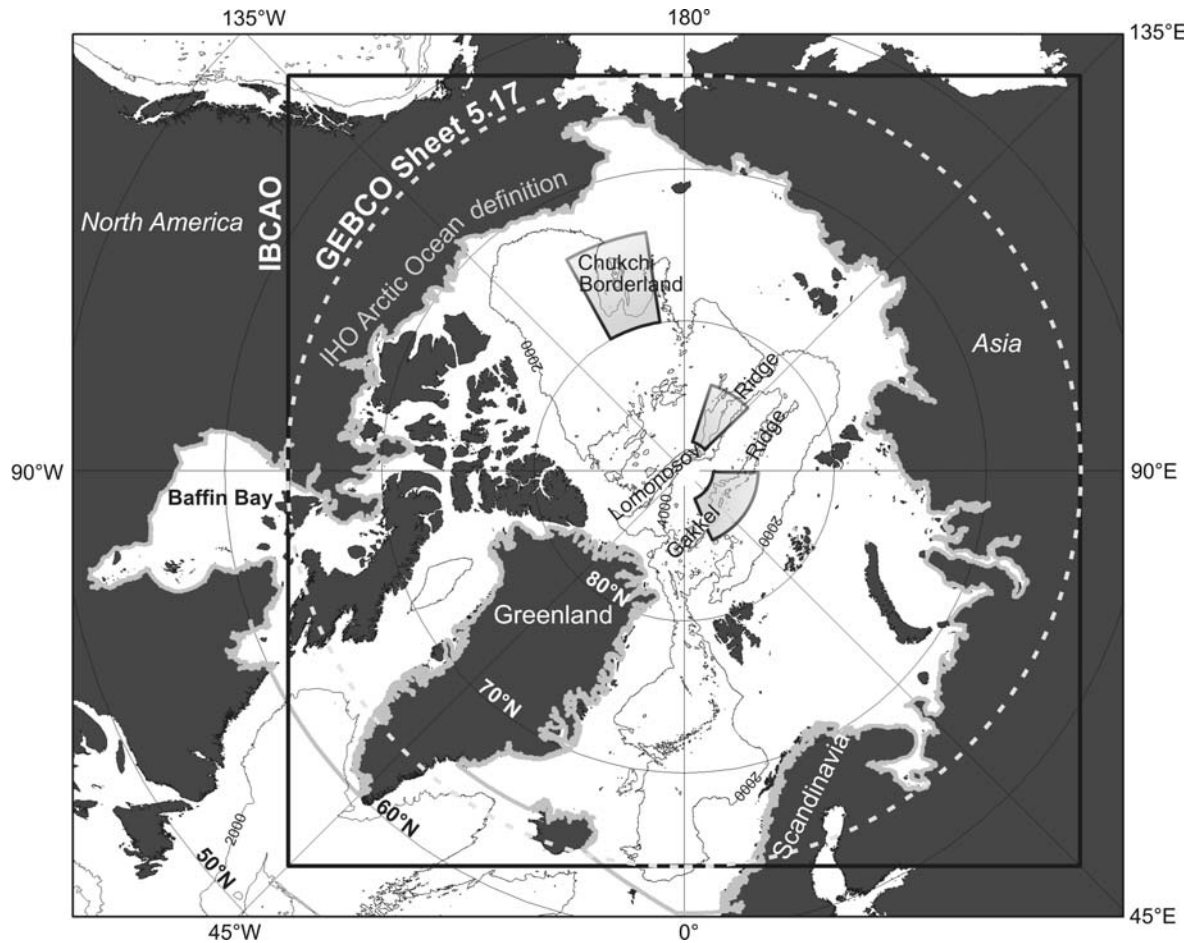 135°W
180°
135°E
GEBCO Sheet 5.17
IBCAO
North America
IHO Arctic Ocean definition
Chukchi
Borderland
Asia
2000
Ridge
Ridge
Lomonosov
90°W
90°E
Baffin Bay
4000
Gakkel
2000
80°N
Greenland
70°N
2000
Scandinavia
60°N
2000
50°N
45°W
0°
45°E